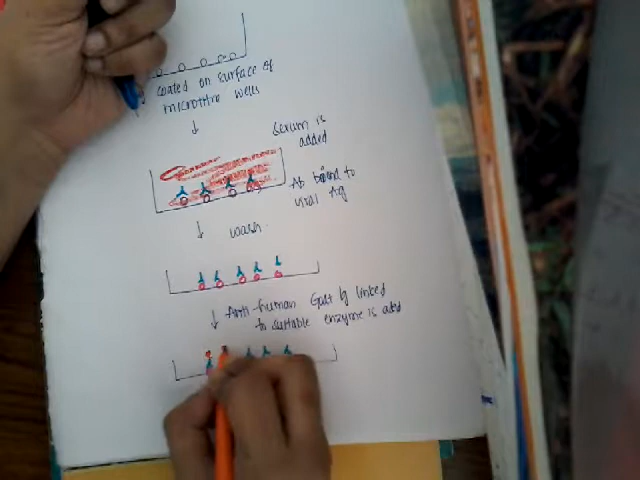 coated on surface of
microtitre wells
Serum is
added
Ab bound to
viral Ag
wash
Anti-human Goat Ig linked
to suitable enzyme is add